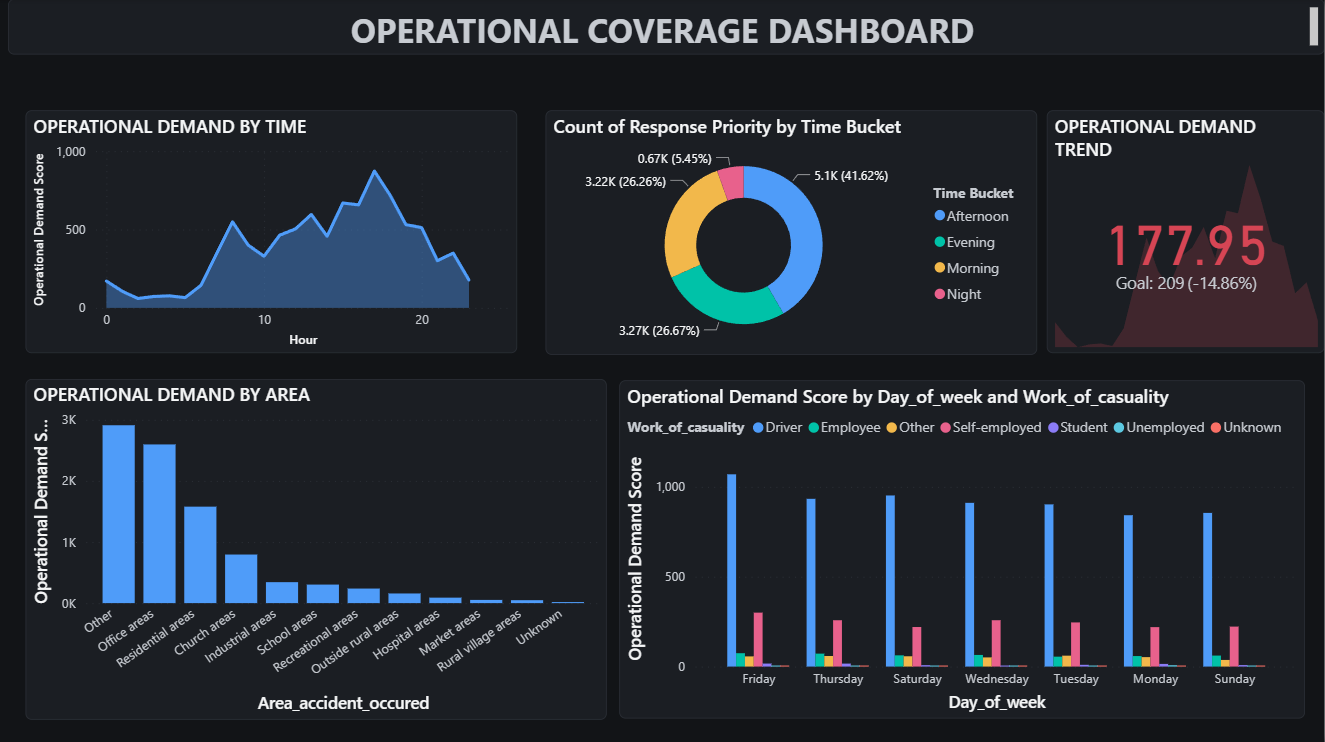 OPERATIONAL COVERAGE DASHBOARD
OPERATIONAL DEMAND BY TIME
Operational Demand Score
1,000
500
0
0
10
20
Hour
Count of Response Priority by Time Bucket
0.67K (5.45%)
3.22K (26.26%)
5.1K (41.62%)
3.27K (26.67%)
Time Bucket
Afternoon
Evening
Morning
Night
OPERATIONAL DEMAND
TREND
177.95
Goal: 209 (-14.86%)
OPERATIONAL DEMAND BY AREA
Operational Demand S...
3K
2K
1K
0K
Other
Office areas
Residential areas
Church areas
Industrial areas
School areas
Recreational areas
Outside rural areas
Hospital areas
Market areas
Rural village areas
Unknown
Area_accident_occured
Operational Demand Score by Day_of_week and Work_of_casuality
Work_of_casuality Driver Employee Other Self-employed Student Unemployed Unknown
Operational Demand Score
1,000
500
0
Friday Thursday Saturday Wednesday Tuesday Monday Sunday
Day_of_week